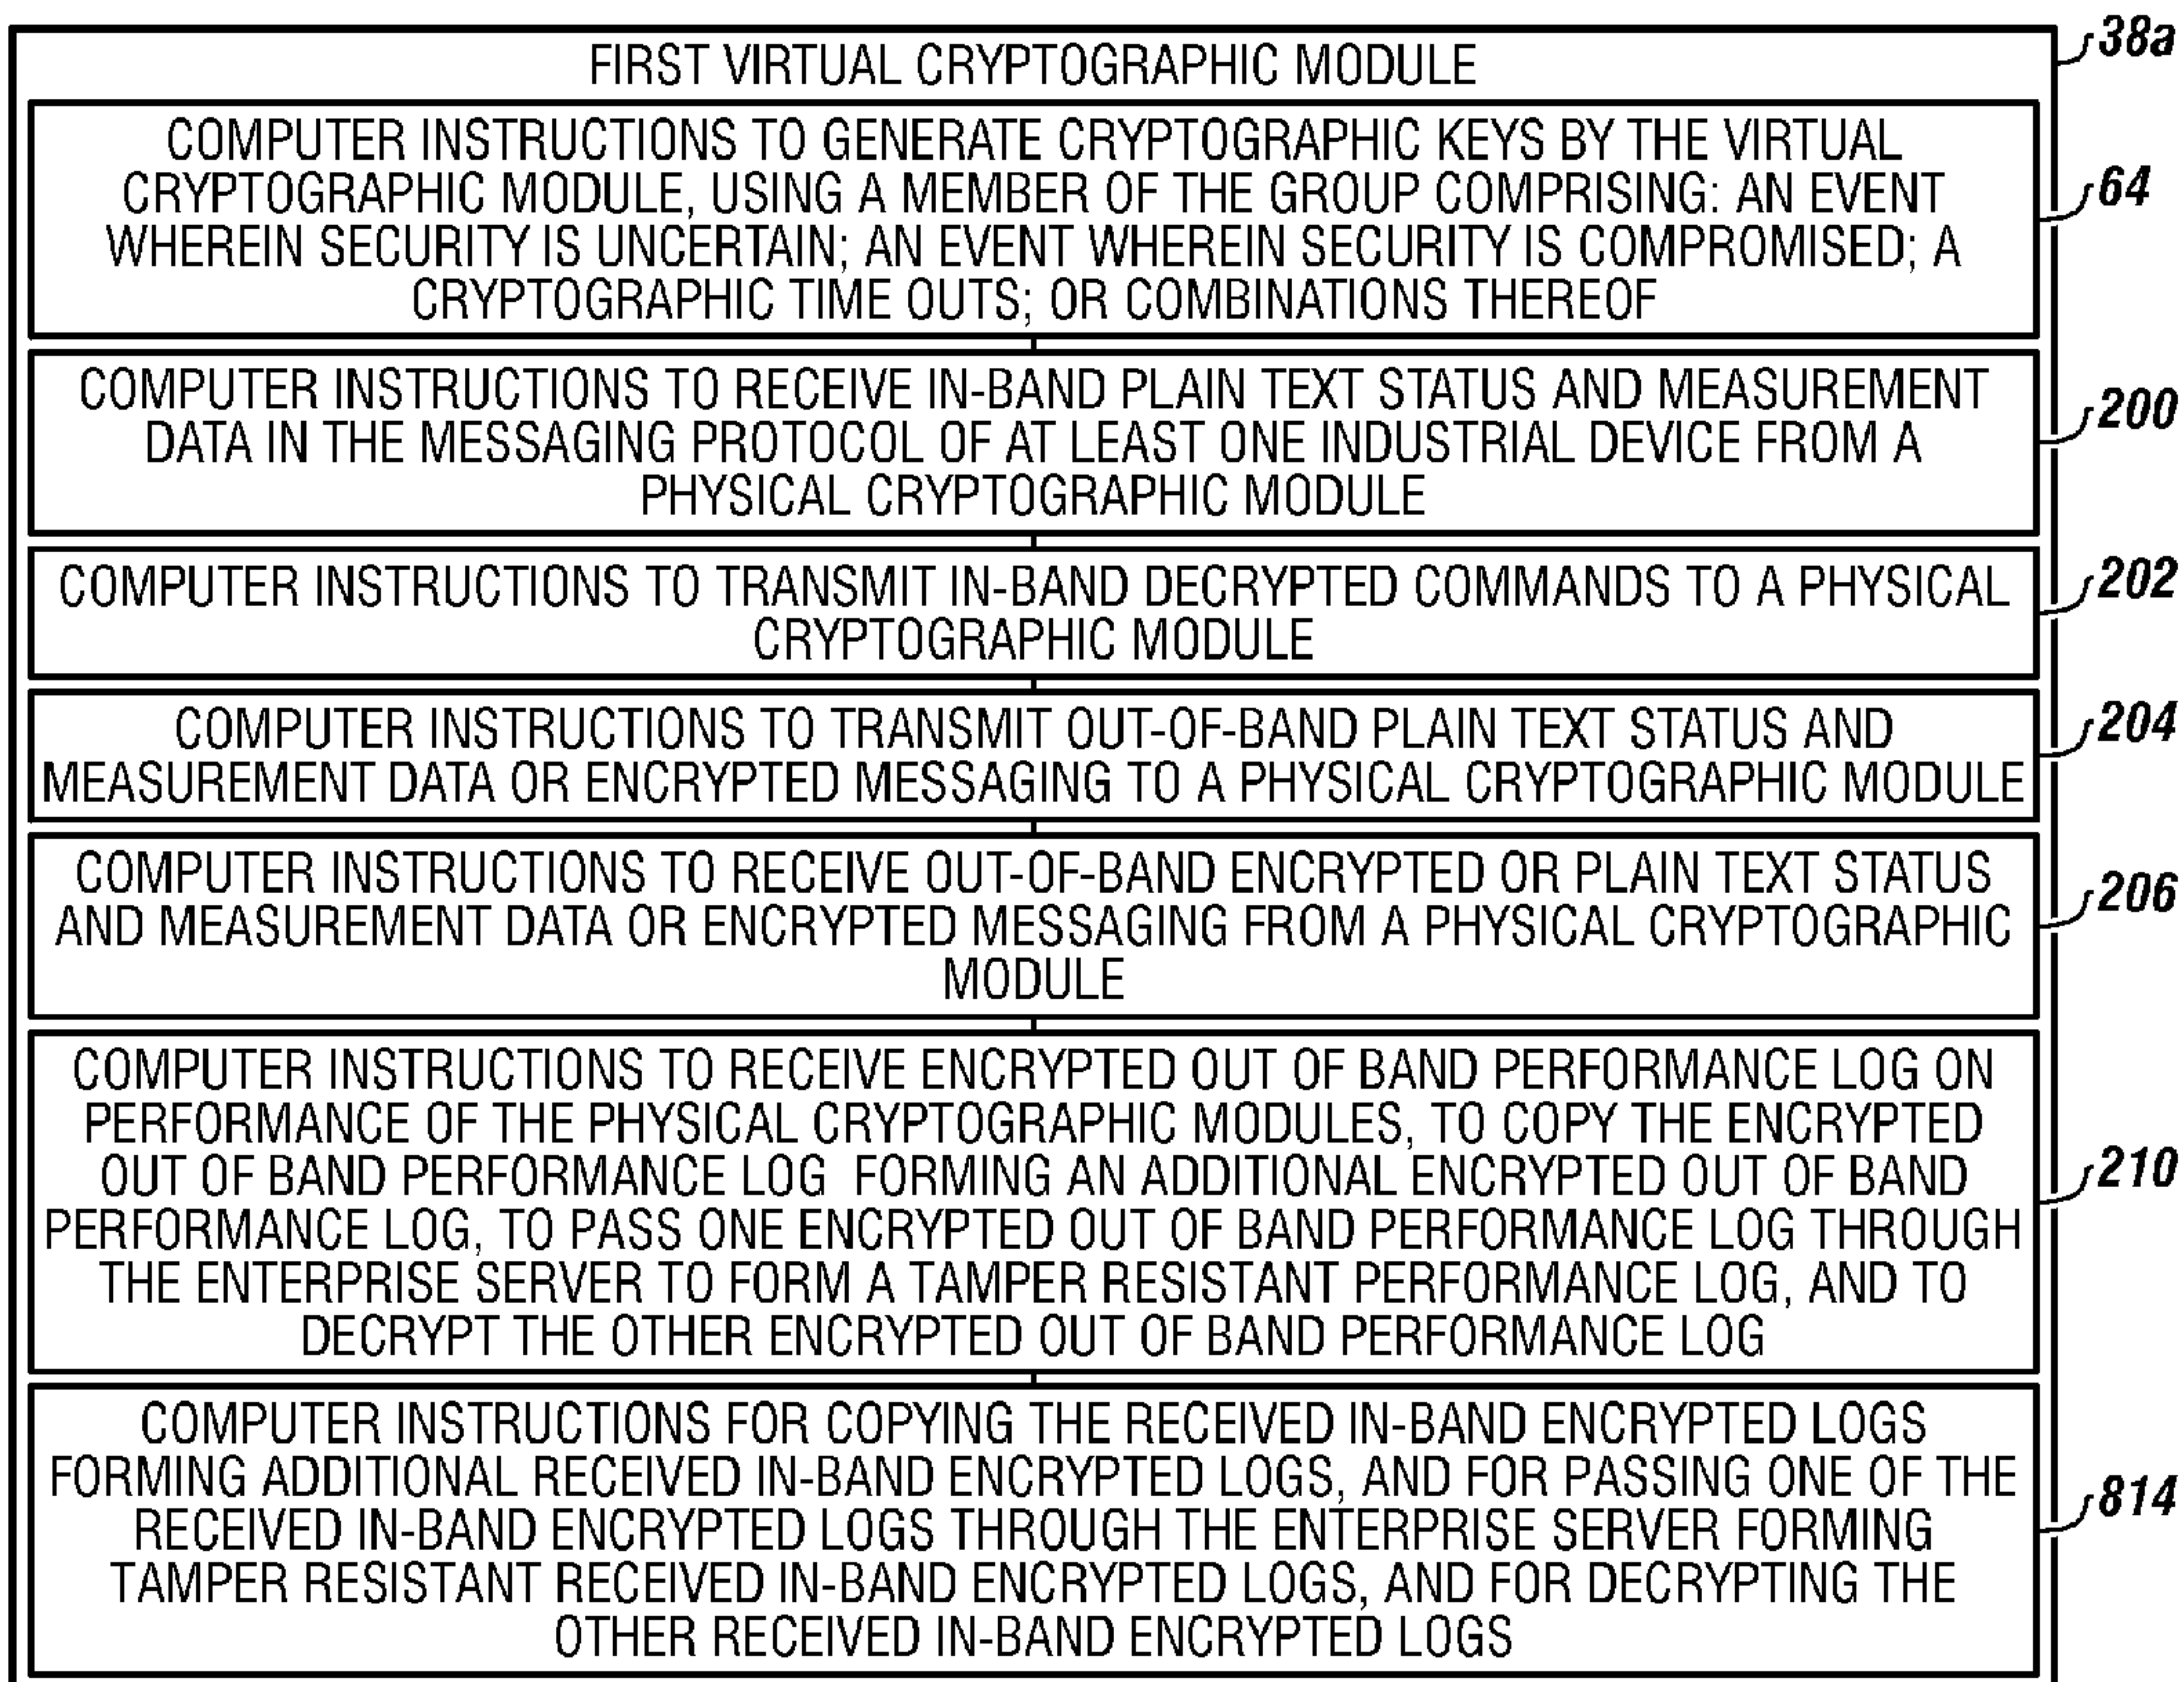 FIRST VIRTUAL CRYPTOGRAPHIC MODULE
38a
COMPUTER INSTRUCTIONS TO GENERATE CRYPTOGRAPHIC KEYS BY THE VIRTUAL
CRYPTOGRAPHIC MODULE, USING A MEMBER OF THE GROUP COMPRISING: AN EVENT
WHEREIN SECURITY IS UNCERTAIN; AN EVENT WHEREIN SECURITY IS COMPROMISED; A
CRYPTOGRAPHIC TIME OUTS; OR COMBINATIONS THEREOF
64
COMPUTER INSTRUCTIONS TO RECEIVE IN-BAND PLAIN TEXT STATUS AND MEASUREMENT
DATA IN THE MESSAGING PROTOCOL OF AT LEAST ONE INDUSTRIAL DEVICE FROM A
PHYSICAL CRYPTOGRAPHIC MODULE
200
COMPUTER INSTRUCTIONS TO TRANSMIT IN-BAND DECRYPTED COMMANDS TO A PHYSICAL
CRYPTOGRAPHIC MODULE
202
COMPUTER INSTRUCTIONS TO TRANSMIT OUT-OF-BAND PLAIN TEXT STATUS AND
MEASUREMENT DATA OR ENCRYPTED MESSAGING TO A PHYSICAL CRYPTOGRAPHIC MODULE
204
COMPUTER INSTRUCTIONS TO RECEIVE OUT-OF-BAND ENCRYPTED OR PLAIN TEXT STATUS
AND MEASUREMENT DATA OR ENCRYPTED MESSAGING FROM A PHYSICAL CRYPTOGRAPHIC
MODULE
206
COMPUTER INSTRUCTIONS TO RECEIVE ENCRYPTED OUT OF BAND PERFORMANCE LOG ON
PERFORMANCE OF THE PHYSICAL CRYPTOGRAPHIC MODULES, TO COPY THE ENCRYPTED
OUT OF BAND PERFORMANCE LOG FORMING AN ADDITIONAL ENCRYPTED OUT OF BAND
PERFORMANCE LOG, TO PASS ONE ENCRYPTED OUT OF BAND PERFORMANCE LOG THROUGH
THE ENTERPRISE SERVER TO FORM A TAMPER RESISTANT PERFORMANCE LOG, AND TO
DECRYPT THE OTHER ENCRYPTED OUT OF BAND PERFORMANCE LOG
210
COMPUTER INSTRUCTIONS FOR COPYING THE RECEIVED IN-BAND ENCRYPTED LOGS
FORMING ADDITIONAL RECEIVED IN-BAND ENCRYPTED LOGS, AND FOR PASSING ONE OF THE
RECEIVED IN-BAND ENCRYPTED LOGS THROUGH THE ENTERPRISE SERVER FORMING
TAMPER RESISTANT RECEIVED IN-BAND ENCRYPTED LOGS, AND FOR DECRYPTING THE
OTHER RECEIVED IN-BAND ENCRYPTED LOGS
814